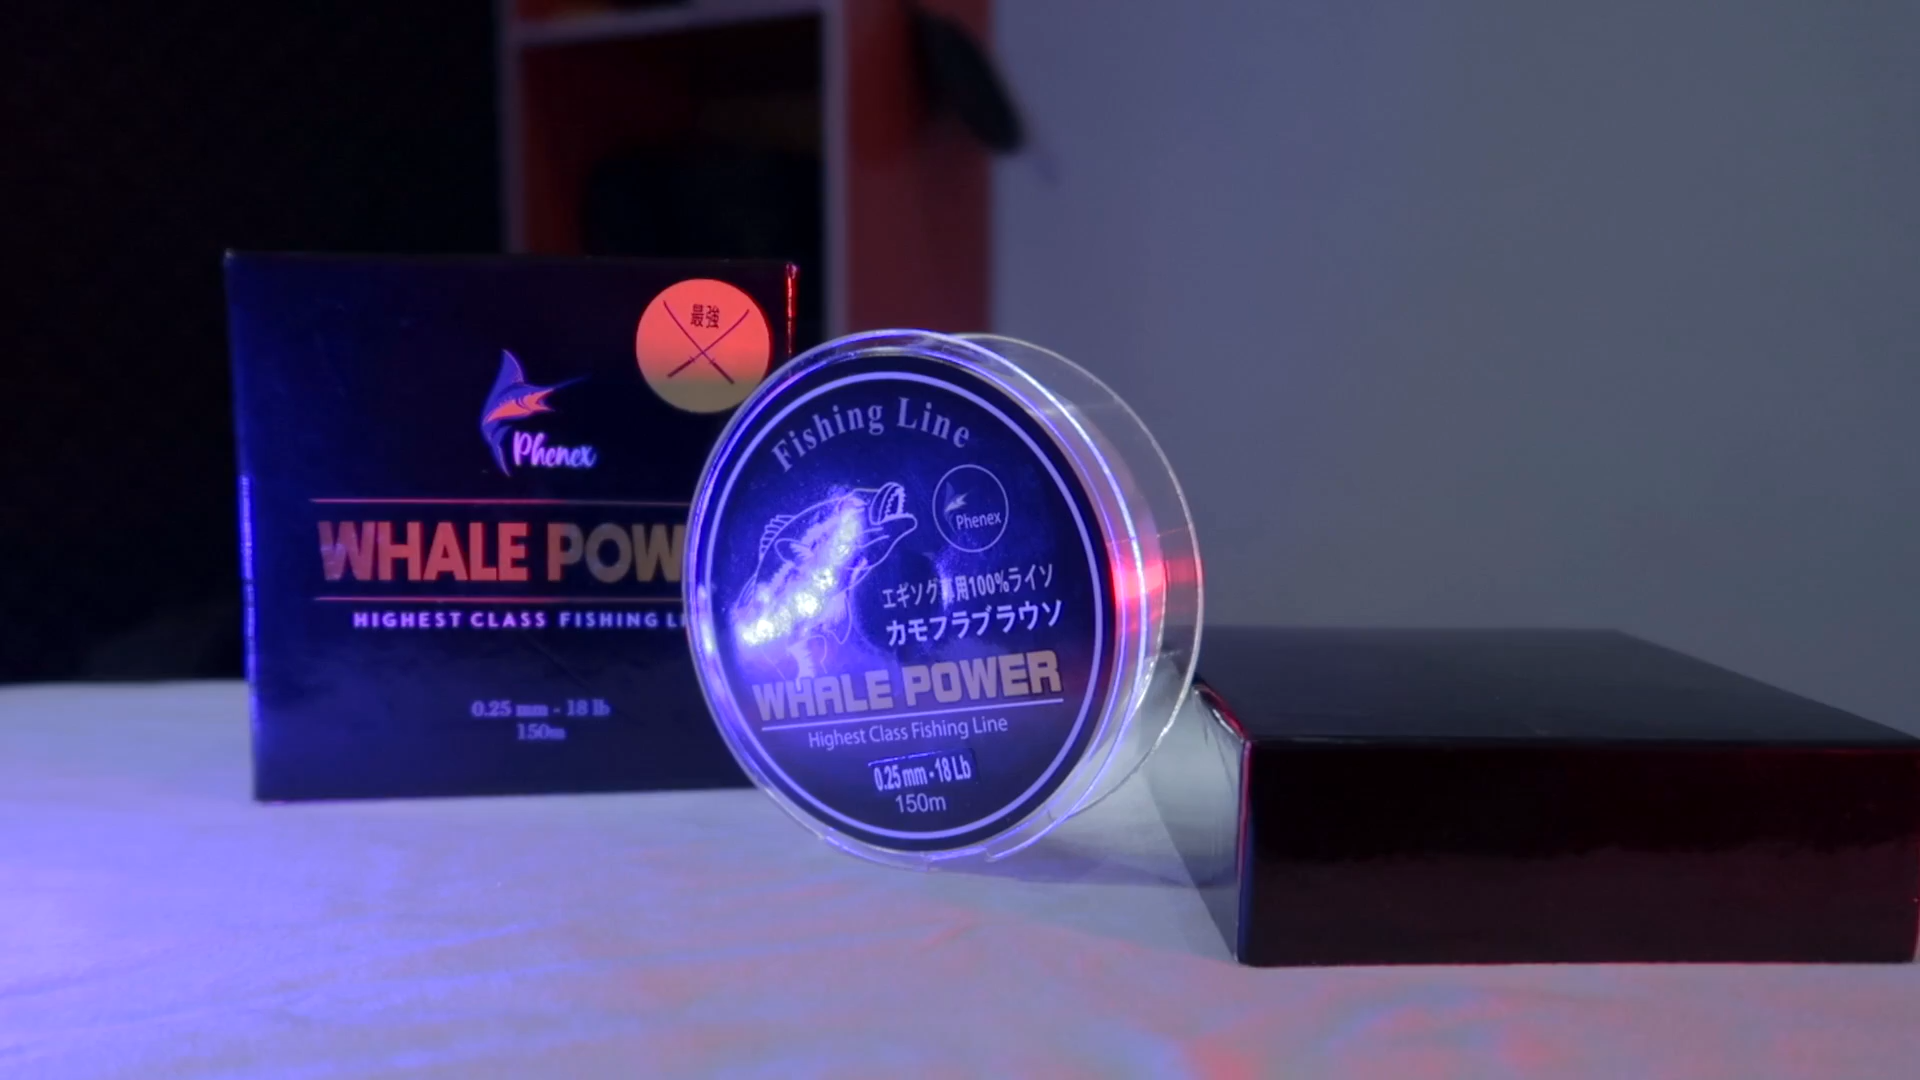 最強
Phenex
WHALE POW
HIGHEST CLASS FISHING LI
0.25 mm - 18 lb
150m
Fishing Line
Phenex
エギソグ専用100%ライソ
カモフラブラウソ
WHALE POWER
Highest Class Fishing Line
0.25 mm - 18 Lb
150m